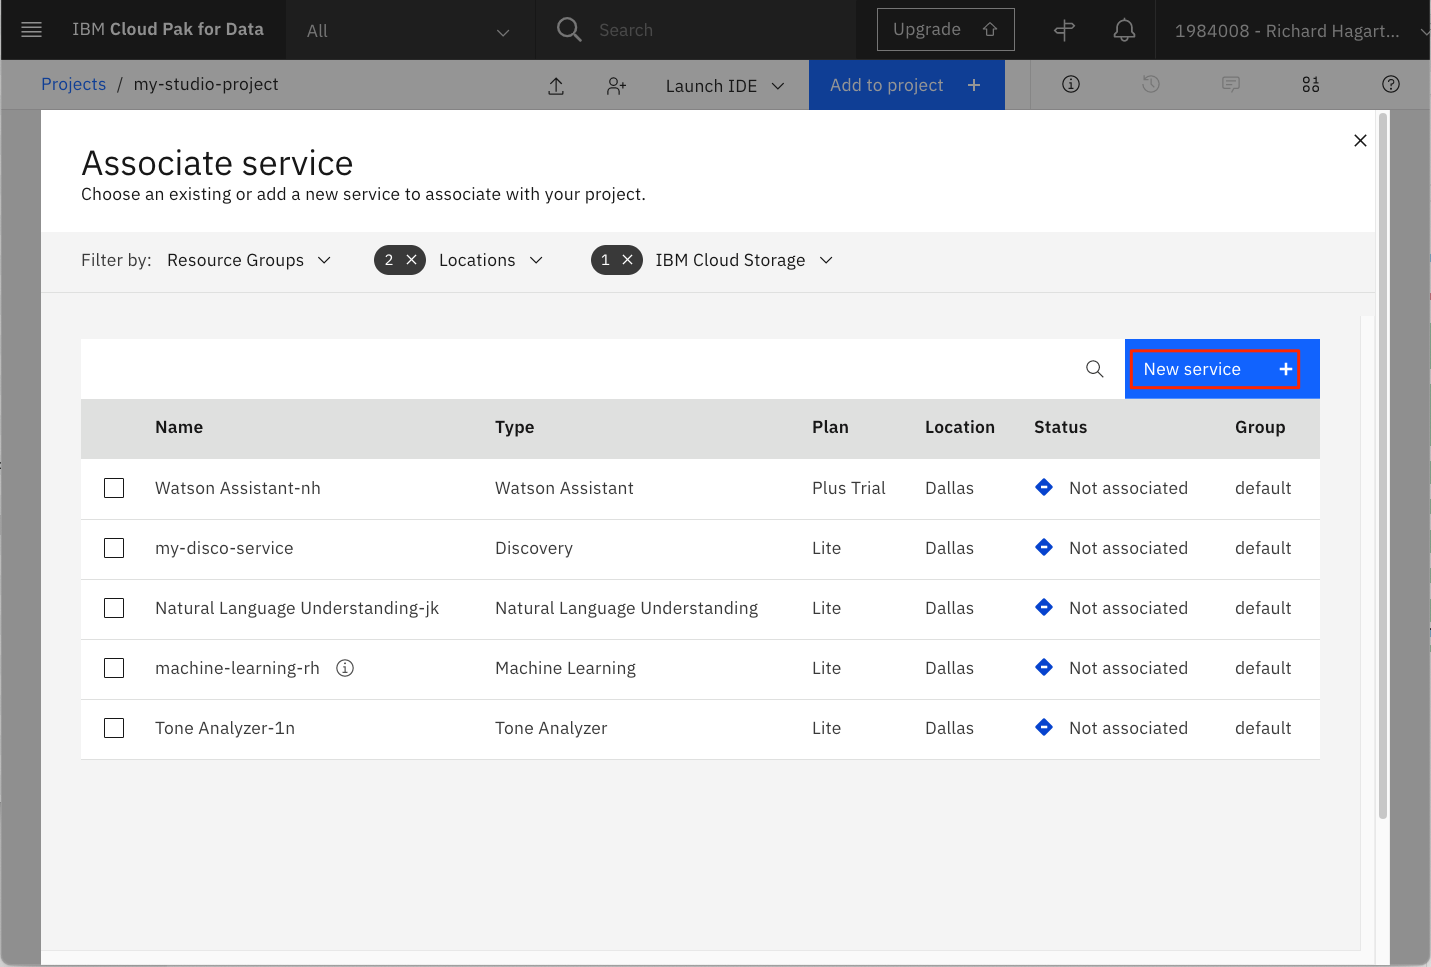 IBM Cloud Pak for Data
All
Search
Upgrade
1984008 - Richard Hagart...
Projects / my-studio-project
Launch IDE
Add to project +
Associate service
Choose an existing or add a new service to associate with your project.
Filter by: Resource Groups 2 × Locations 1 × IBM Cloud Storage
New service +
Name Type Plan Location Status Group
Watson Assistant-nh Watson Assistant Plus Trial Dallas Not associated default
my-disco-service Discovery Lite Dallas Not associated default
Natural Language Understanding-jk Natural Language Understanding Lite Dallas Not associated default
machine-learning-rh Machine Learning Lite Dallas Not associated default
Tone Analyzer-1n Tone Analyzer Lite Dallas Not associated default